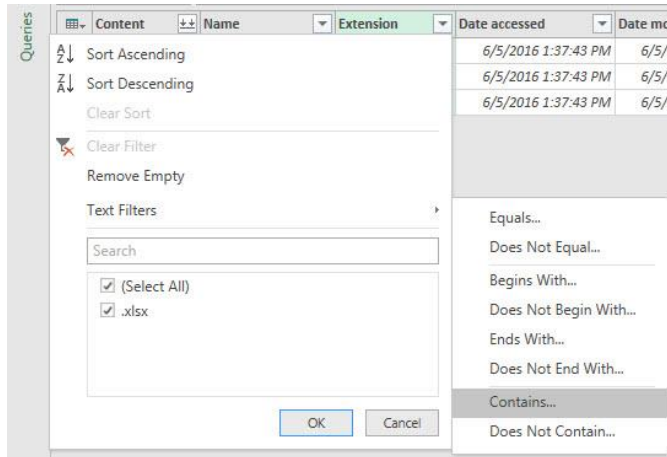 Queries
Content Name Extension Date accessed Date mo
Sort Ascending 6/5/2016 1:37:43 PM 6/5/
Sort Descending 6/5/2016 1:37:43 PM 6/5/
6/5/2016 1:37:43 PM 6/5/
Clear Sort
Clear Filter
Remove Empty
Text Filters
Equals...
Search
Does Not Equal...
(Select All)
Begins With...
.xlsx
Does Not Begin With...
Ends With...
Does Not End With...
Contains...
OK Cancel
Does Not Contain...